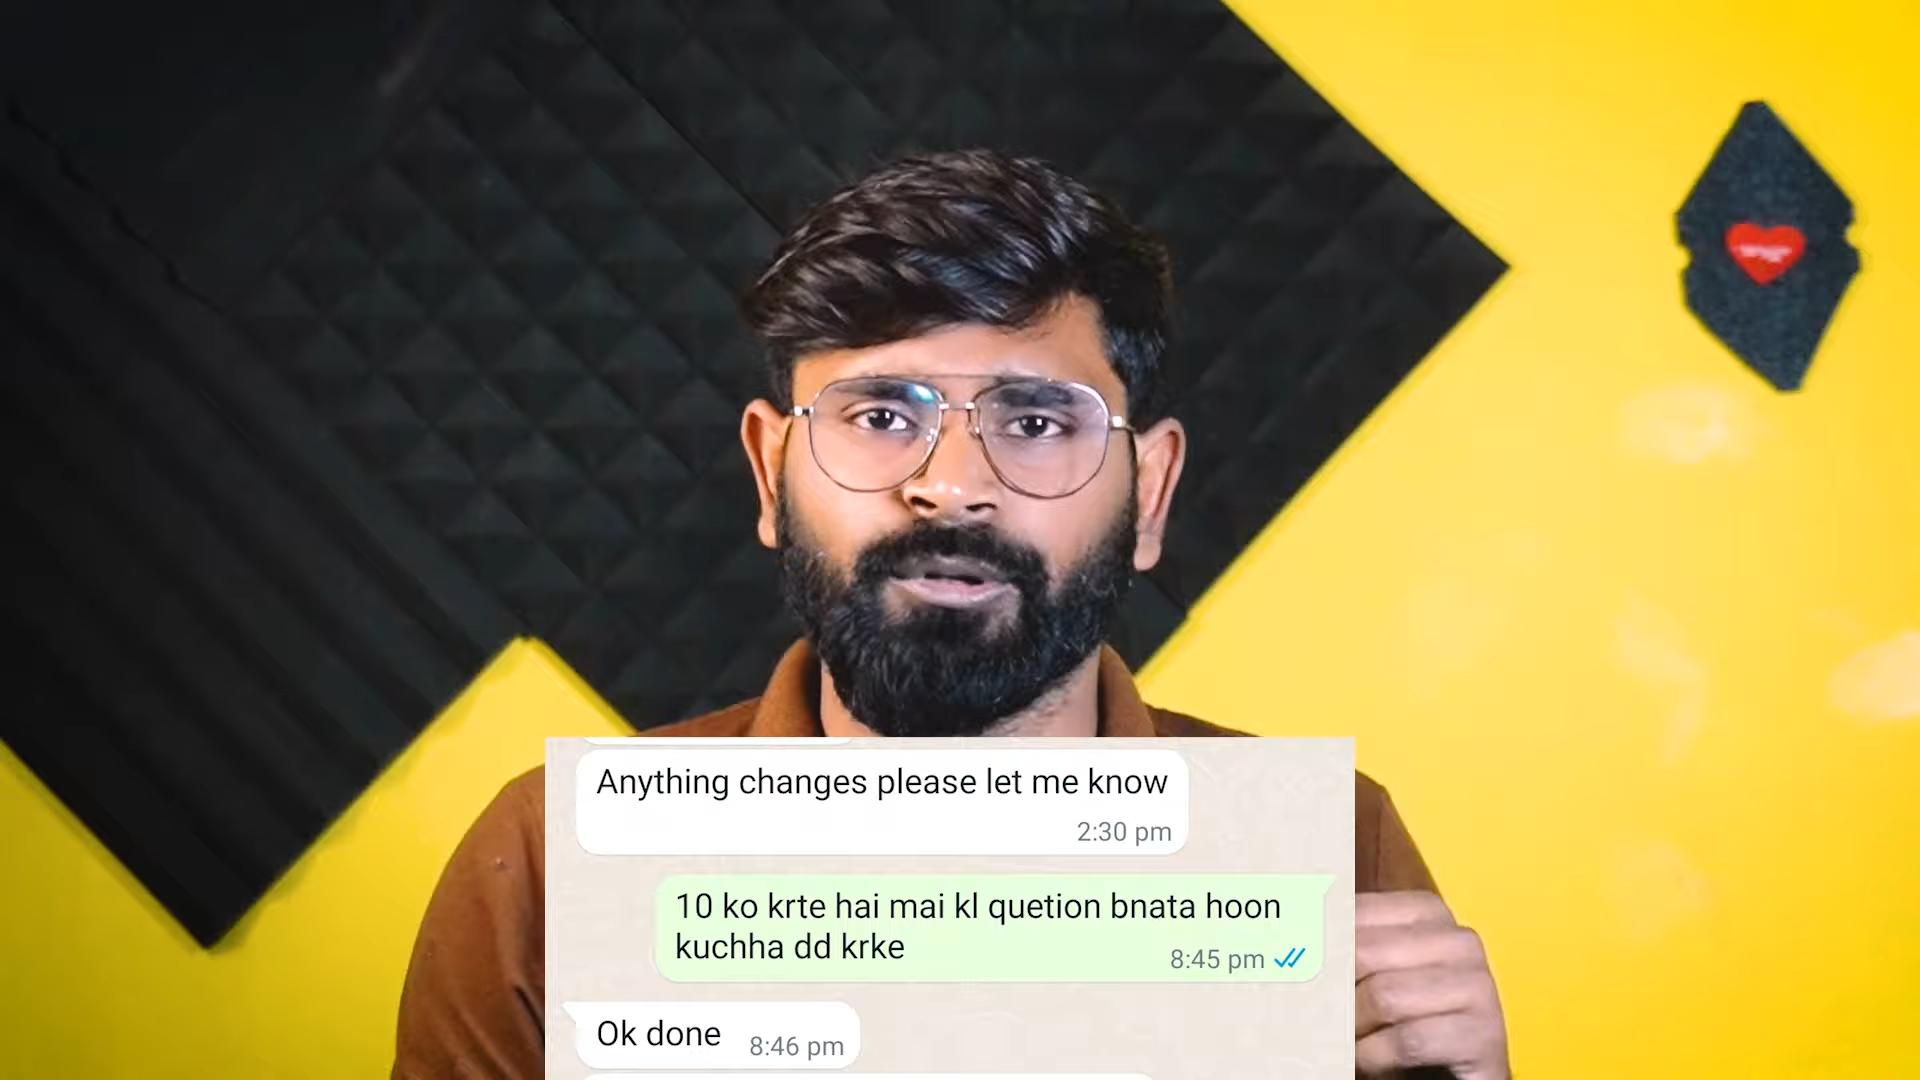 Anything changes please let me know
2:30 pm
10 ko krte hai mai kl quetion bnata hoon
kuchha dd krke
8:45 pm
Ok done
8:46 pm